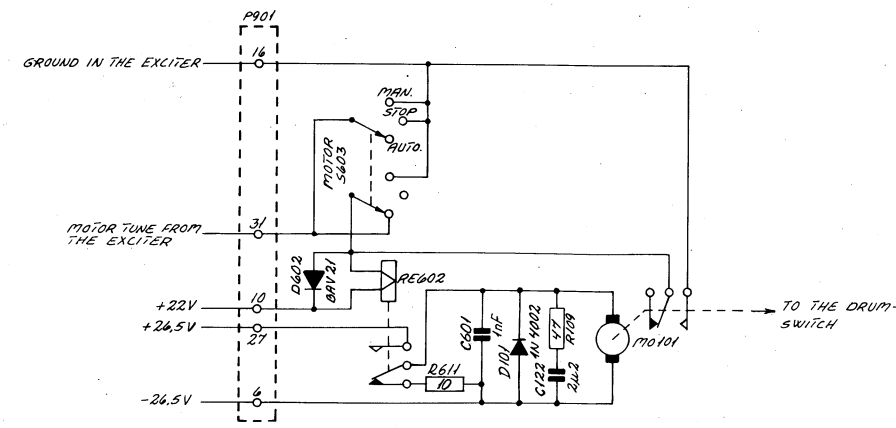 P901
16
GROUND IN THE EXCITER
MAN.
STOP
AUTO.
MOTOR
S603
31
MOTOR TUNE FROM
THE EXCITER
D602
BAV21
RE602
10
+22V
+26,5V
27
C601
1nF
D101
1N4002
47
R109
C122
2µ2
MO101
TO THE DRUM-
SWITCH
R611
10
6
-26,5V